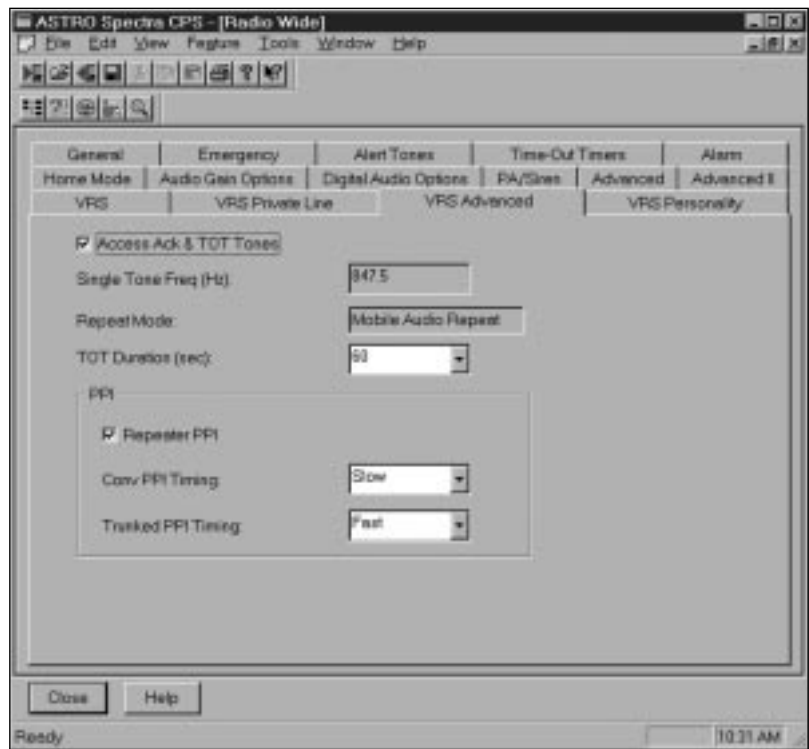 ASTRO Spectra CPS - [Radio Wide]
File Edit View Feature Tools Window Help
General Emergency Alert Tones Time-Out Timers Alarm
Home Mode Audio Gain Options Digital Audio Options PA/Siren Advanced Advanced II
VRS VRS Private Line VRS Advanced VRS Personality
Access Ack & TOT Tones
Single Tone Freq (Hz): 847.5
Repeat Mode: Mobile Audio Repeat
TOT Duration (sec): 60
PPI
Repeater PPI
Conv PPI Timing: Slow
Trunked PPI Timing: Fast
Close Help
Ready 10:31 AM